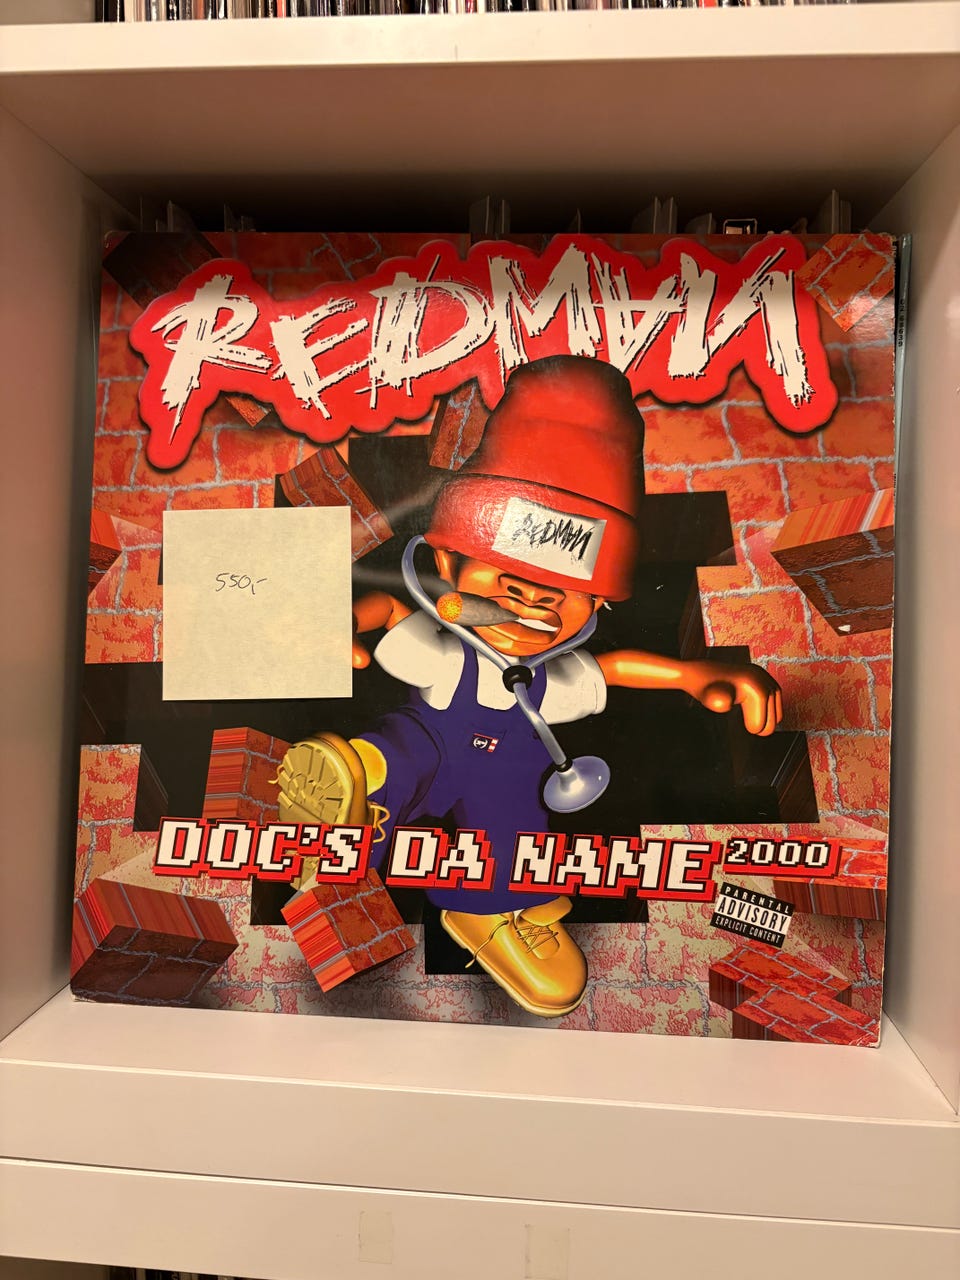 REDMAN
REDMAN
550,-
DOC'S DA NAME 2000
PARENTAL
ADVISORY
EXPLICIT CONTENT